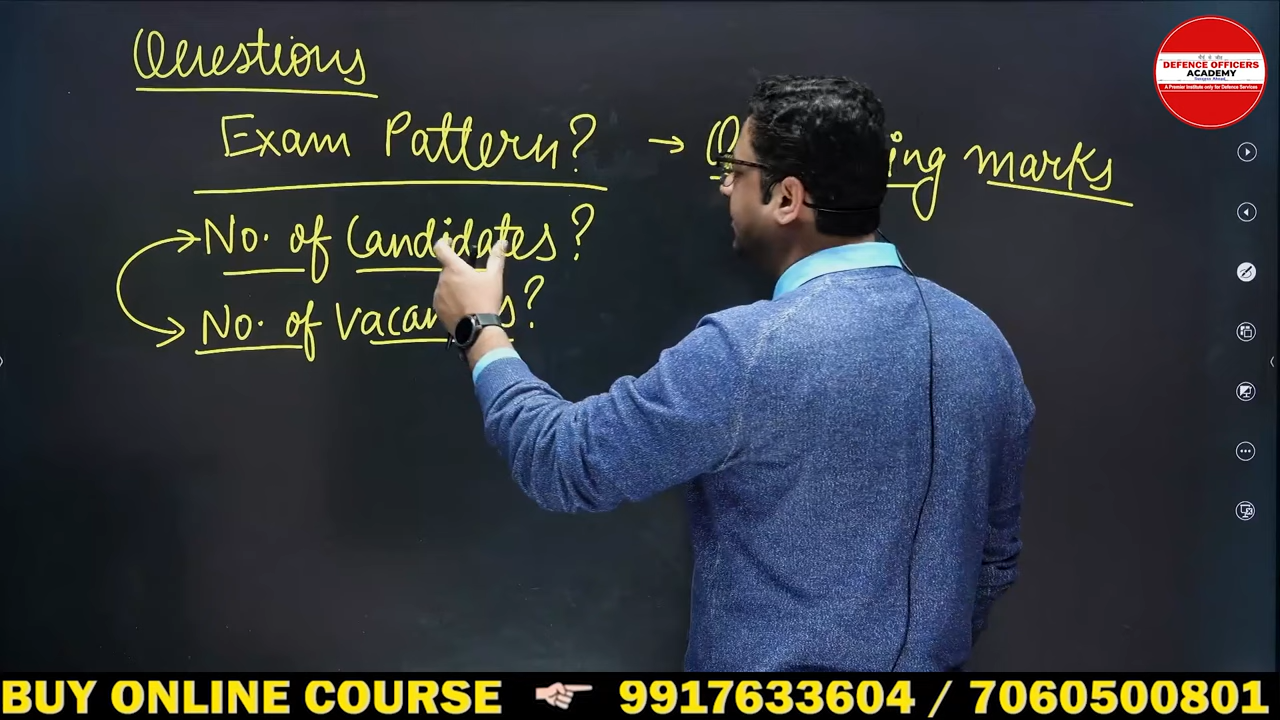 Questions
Exam Pattern? → marks
No. of Candidates?
No. of
DEFENCE OFFICERS
ACADEMY
A Premier Institute only for Defence Services
BUY ONLINE COURSE 9917633604 / 7060500801